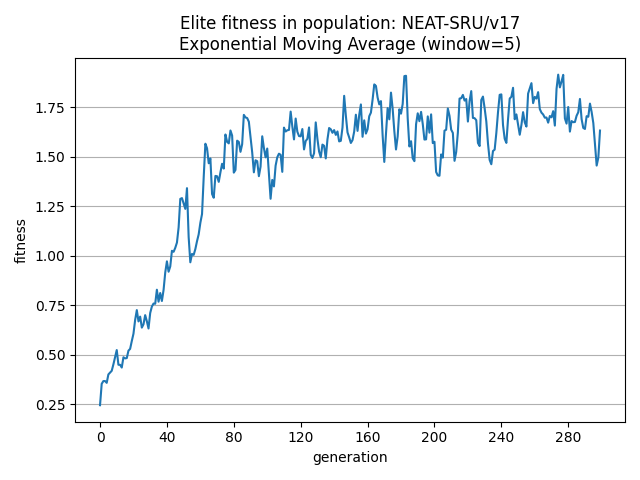 Elite fitness in population: NEAT-SRU/v17
Exponential Moving Average (window=5)
fitness
1.75
1.50
1.25
1.00
0.75
0.50
0.25
0 40 80 120 160 200 240 280
generation